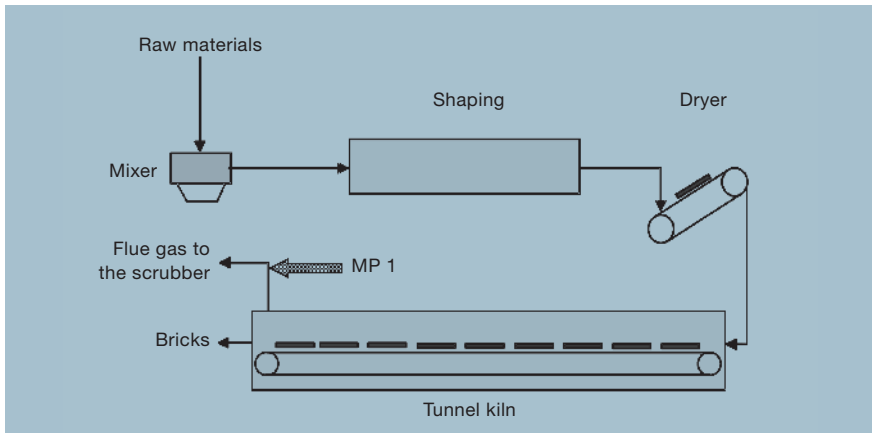 Raw materials
Shaping
Dryer
Mixer
Flue gas to
the scrubber
MP 1
Bricks
Tunnel kiln